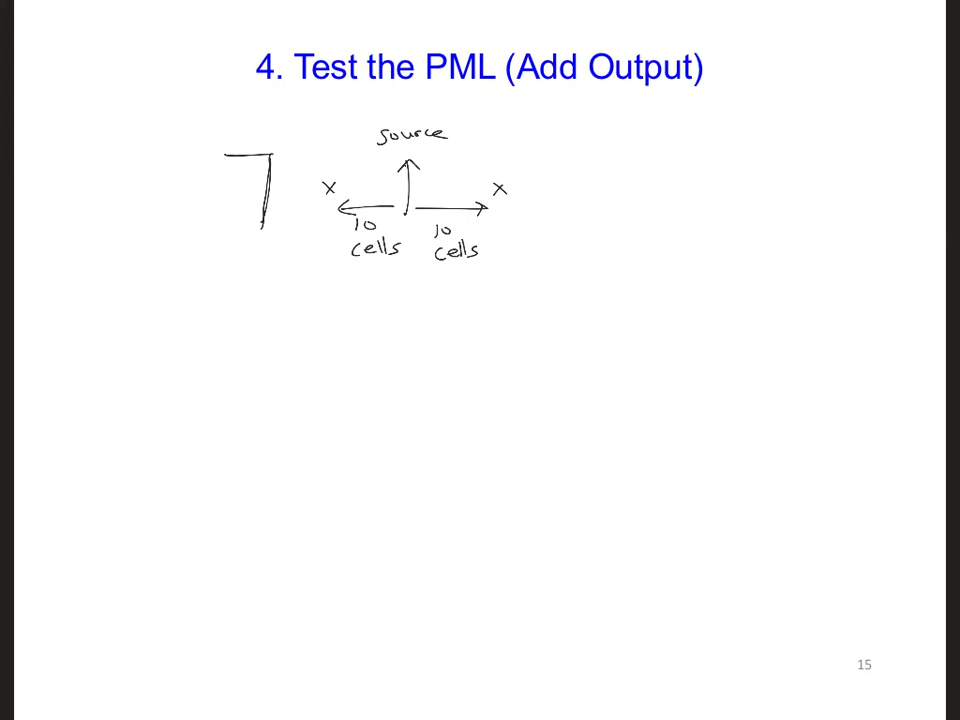 4. Test the PML (Add Output)
source
x x
10 10
cells cells
15